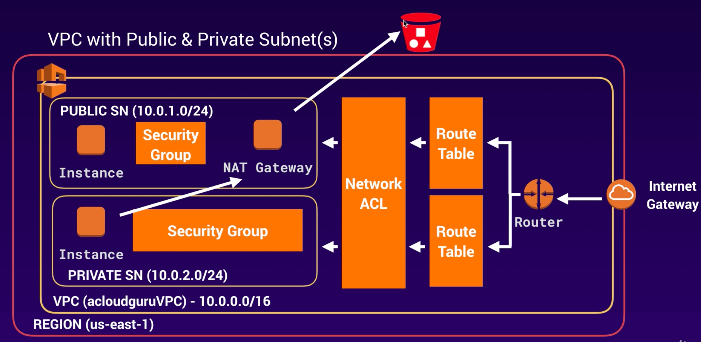 VPC with Public & Private Subnet(s)
PUBLIC SN (10.0.1.0/24)
Instance
Security
Group
NAT Gateway
Instance
Security Group
PRIVATE SN (10.0.2.0/24)
Network
ACL
Route
Table
Route
Table
Router
Internet
Gateway
VPC (acloudguruVPC) - 10.0.0.0/16
REGION (us-east-1)